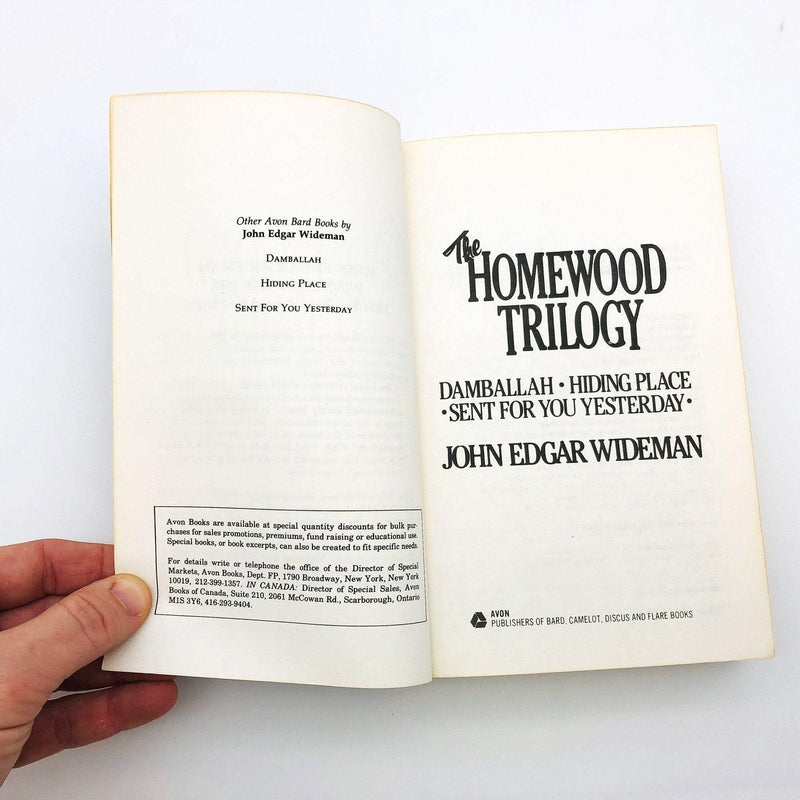 Other Avon Bard Books by
John Edgar Wideman
DAMBALLAH
HIDING PLACE
SENT FOR YOU YESTERDAY
Avon Books are available at special quantity discounts for bulk pur-
chases for sales promotions, premiums, fund raising or educational use.
Special books, or book excerpts, can also be created to fit specific needs.
For details write or telephone the office of the Director of Special
Markets, Avon Books, Dept. FP, 1790 Broadway, New York, New York
10019, 212-399-1357. IN CANADA: Director of Special Sales, Avon
Books of Canada, Suite 210, 2061 McCowan Rd., Scarborough, Ontario
M1S 3Y6, 416-293-9404.
The
HOMEWOOD
TRILOGY
DAMBALLAH • HIDING PLACE
•SENT FOR YOU YESTERDAY•
JOHN EDGAR WIDEMAN
AVON
PUBLISHERS OF BARD, CAMELOT, DISCUS AND FLARE BOOKS